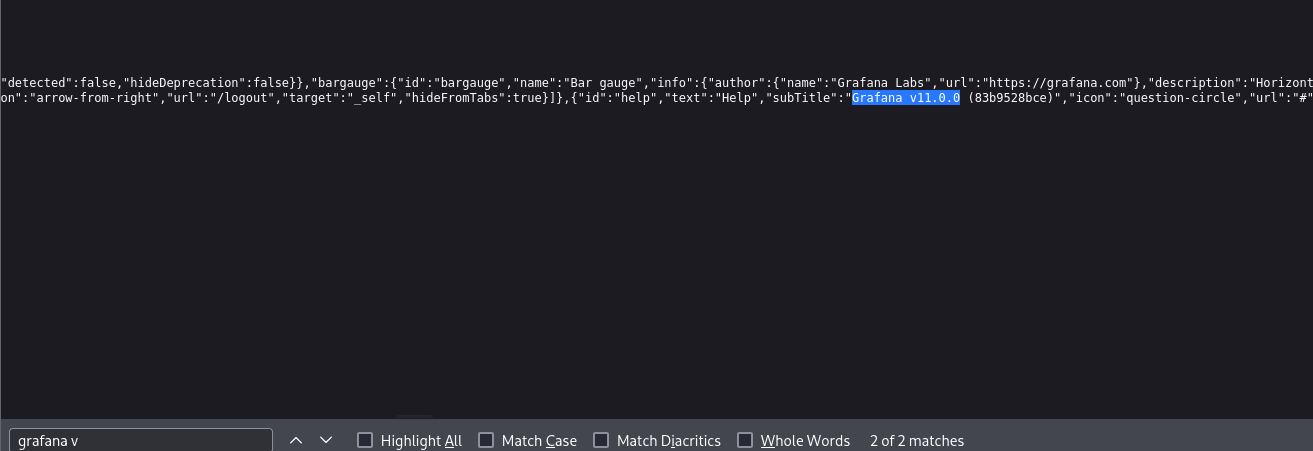 "detected":false,"hideDeprecation":false}},"bargauge":{"id":"bargauge","name":"Bar gauge","info":{"author":{"name":"Grafana Labs","url":"https://grafana.com"},"description":"Horizont
on":"arrow-from-right","url":"/logout","target":"_self","hideFromTabs":true}]},{"id":"help","text":"Help","subTitle":"Grafana v11.0.0 (83b9528bce)","icon":"question-circle","url":"#"
grafana v Highlight All Match Case Match Diacritics Whole Words 2 of 2 matches